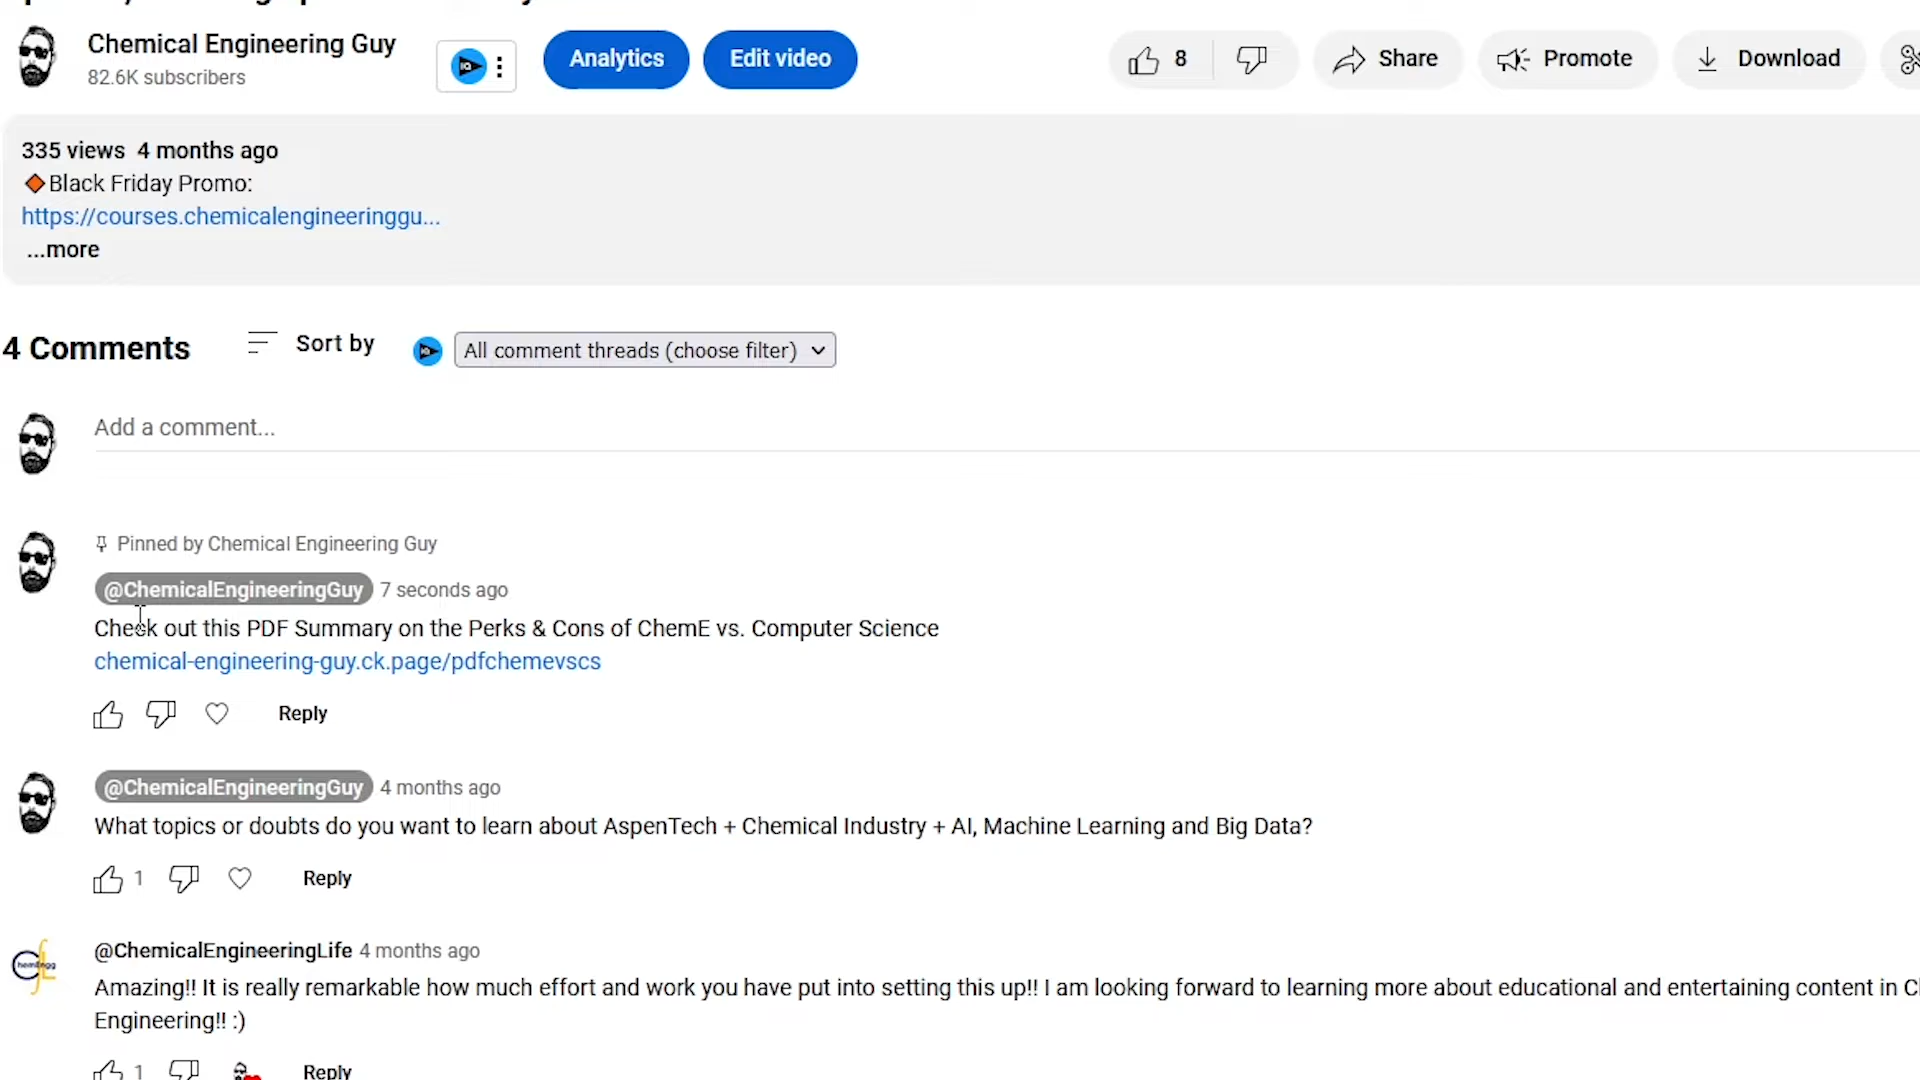 Chemical Engineering Guy
82.6K subscribers
Analytics
Edit video
8
Share
Promote
Download
335 views 4 months ago
Black Friday Promo:
https://courses.chemicalengineeringgu...
...more
4 Comments
Sort by
All comment threads (choose filter)
Add a comment...
Pinned by Chemical Engineering Guy
@ChemicalEngineeringGuy 7 seconds ago
Check out this PDF Summary on the Perks & Cons of ChemE vs. Computer Science
chemical-engineering-guy.ck.page/pdfchemevscs
Reply
@ChemicalEngineeringGuy 4 months ago
What topics or doubts do you want to learn about AspenTech + Chemical Industry + AI, Machine Learning and Big Data?
1
Reply
@ChemicalEngineeringLife 4 months ago
Amazing!! It is really remarkable how much effort and work you have put into setting this up!! I am looking forward to learning more about educational and entertaining content in
Engineering!! :)
1
Reply